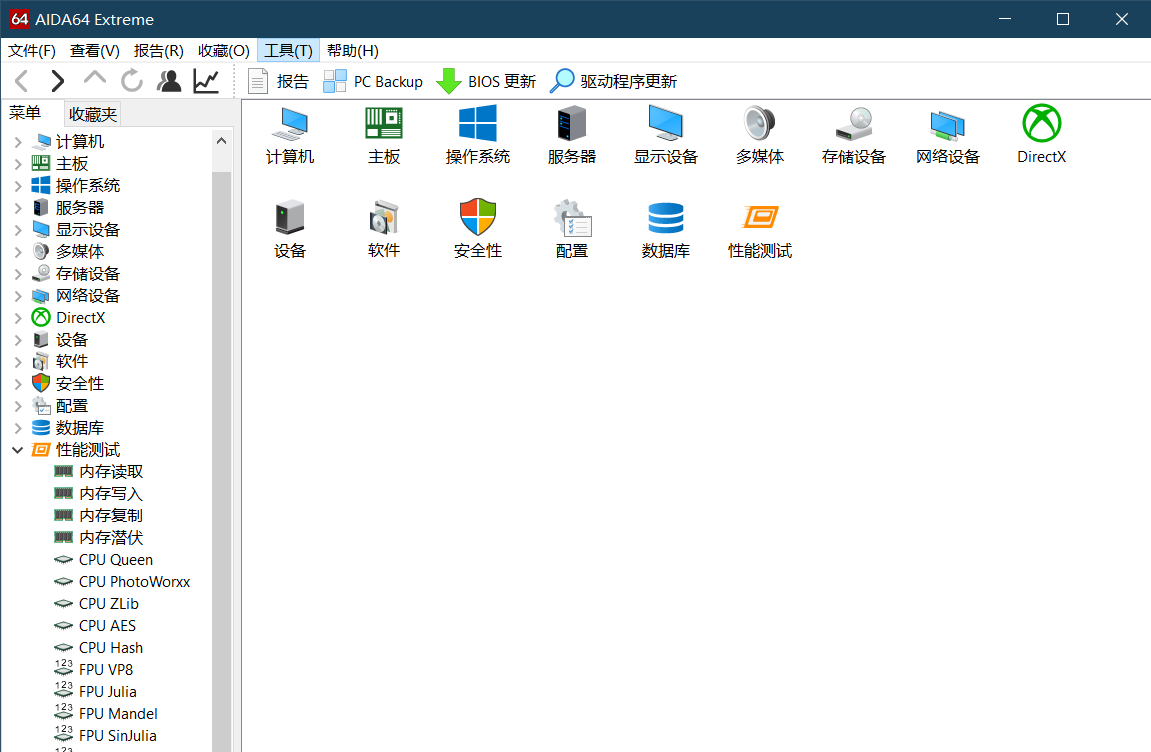 64 AIDA64 Extreme
文件(F) 查看(V) 报告(R) 收藏(O) 工具(T) 帮助(H)
报告 PC Backup BIOS 更新 驱动程序更新
菜单 收藏夹
计算机
主板
操作系统
服务器
显示设备
多媒体
存储设备
网络设备
DirectX
设备
软件
安全性
配置
数据库
性能测试
内存读取
内存写入
内存复制
内存潜伏
CPU Queen
CPU PhotoWorxx
CPU ZLib
CPU AES
CPU Hash
123 FPU VP8
123 FPU Julia
123 FPU Mandel
123 FPU SinJulia
123
计算机 主板 操作系统 服务器 显示设备 多媒体 存储设备 网络设备 DirectX
设备 软件 安全性 配置 数据库 性能测试